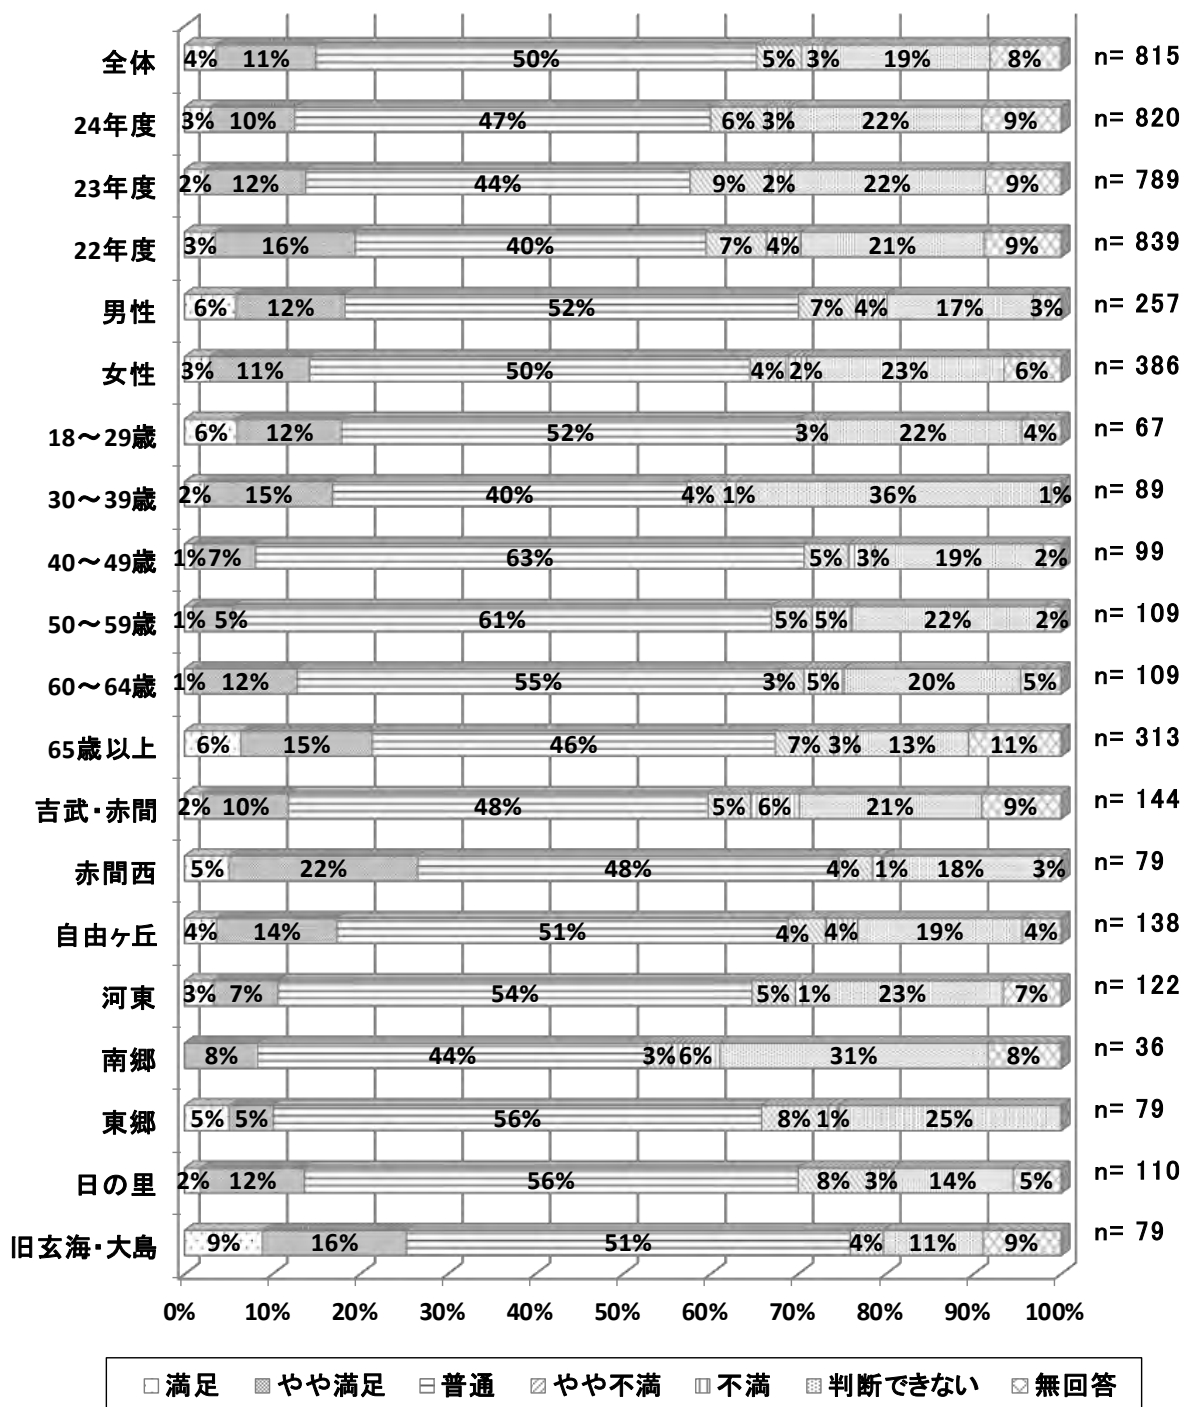 全体 4% 11% 50% 5% 3% 19% 8% n= 815
24年度 3% 10% 47% 6% 3% 22% 9% n= 820
23年度 2% 12% 44% 9% 2% 22% 9% n= 789
22年度 3% 16% 40% 7% 4% 21% 9% n= 839
男性 6% 12% 52% 7% 4% 17% 3% n= 257
女性 3% 11% 50% 4% 2% 23% 6% n= 386
18～29歳 6% 12% 52% 3% 22% 4% n= 67
30～39歳 2% 15% 40% 4% 1% 36% 1% n= 89
40～49歳 1% 7% 63% 5% 3% 19% 2% n= 99
50～59歳 1% 5% 61% 5% 5% 22% 2% n= 109
60～64歳 1% 12% 55% 3% 5% 20% 5% n= 109
65歳以上 6% 15% 46% 7% 3% 13% 11% n= 313
吉武・赤間 2% 10% 48% 5% 6% 21% 9% n= 144
赤間西 5% 22% 48% 4% 1% 18% 3% n= 79
自由ヶ丘 4% 14% 51% 4% 4% 19% 4% n= 138
河東 3% 7% 54% 5% 1% 23% 7% n= 122
南郷 8% 44% 3% 6% 31% 8% n= 36
東郷 5% 5% 56% 8% 1% 25% n= 79
日の里 2% 12% 56% 8% 3% 14% 5% n= 110
旧玄海・大島 9% 16% 51% 4% 11% 9% n= 79
0% 10% 20% 30% 40% 50% 60% 70% 80% 90% 100%
満足 やや満足 普通 やや不満 不満 判断できない 無回答